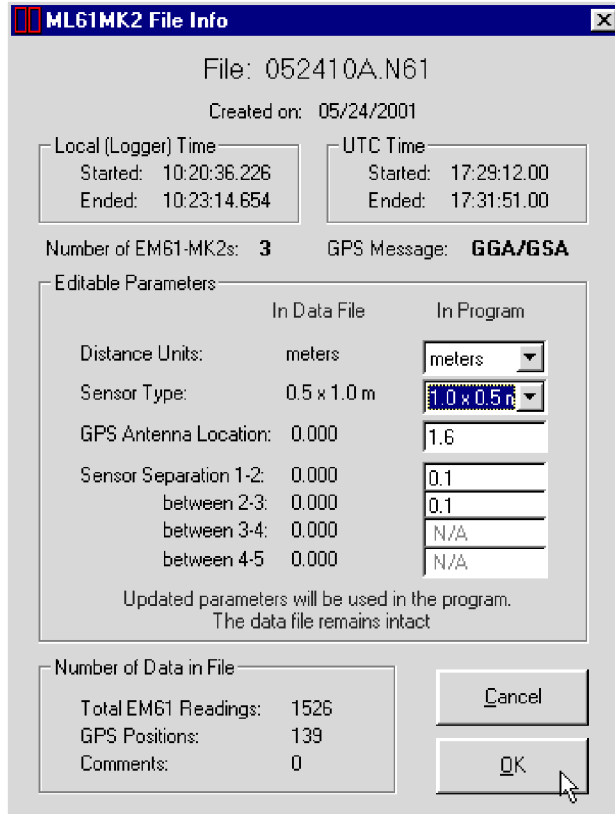 ML61MK2 File Info
File: 052410A.N61
Created on: 05/24/2001
Local (Logger) Time
Started: 10:20:36.226
Ended: 10:23:14.654
UTC Time
Started: 17:29:12.00
Ended: 17:31:51.00
Number of EM61-MK2s: 3 GPS Message: GGA/GSA
Editable Parameters
In Data File In Program
Distance Units: meters meters
Sensor Type: 0.5 x 1.0 m 1.0 x 0.5 m
GPS Antenna Location: 0.000 1.6
Sensor Separation 1-2: 0.000 0.1
between 2-3: 0.000 0.1
between 3-4: 0.000 N/A
between 4-5 0.000 N/A
Updated parameters will be used in the program.
The data file remains intact
Number of Data in File
Total EM61 Readings: 1526
GPS Positions: 139
Comments: 0
Cancel
OK